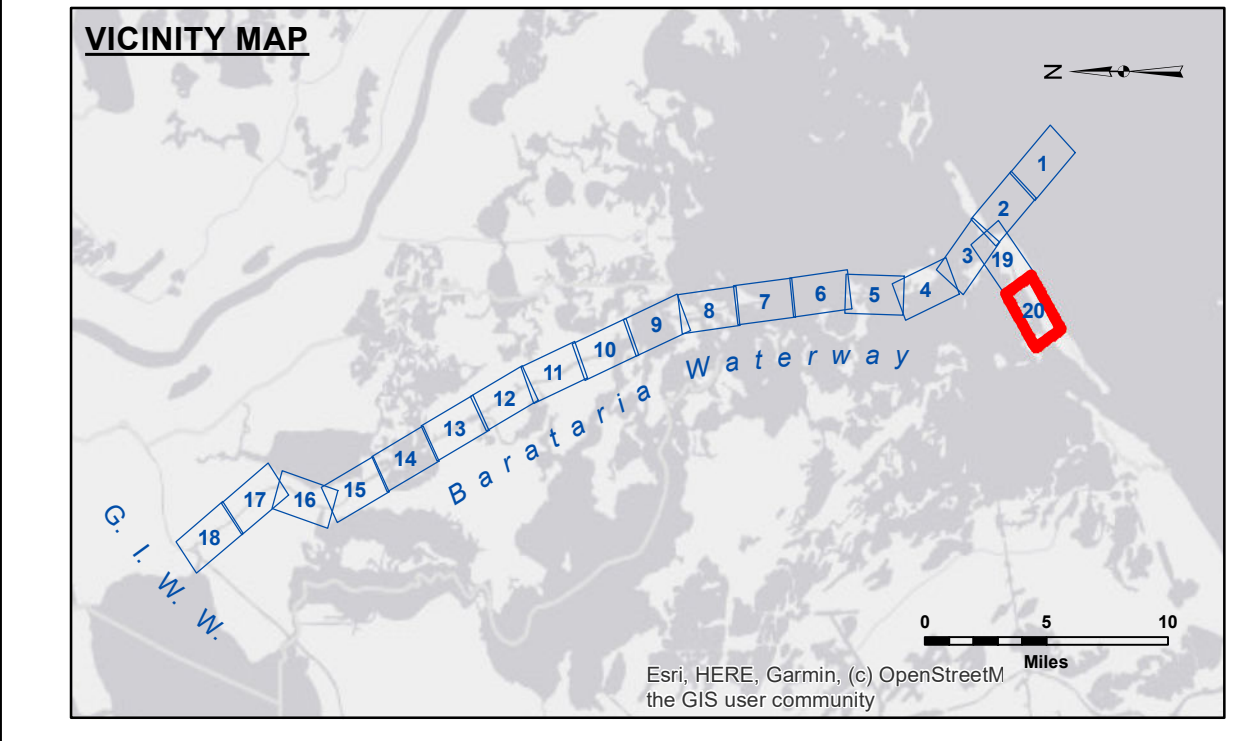 VICINITY MAP
N
1
2
3
19
20
4
5
6
7
8
9
10
11
12
13
14
15
16
17
18
Barataria Waterway
G. I. W. W.
0 5 10
Miles
Esri, HERE, Garmin, (c) OpenStreetM
the GIS user community